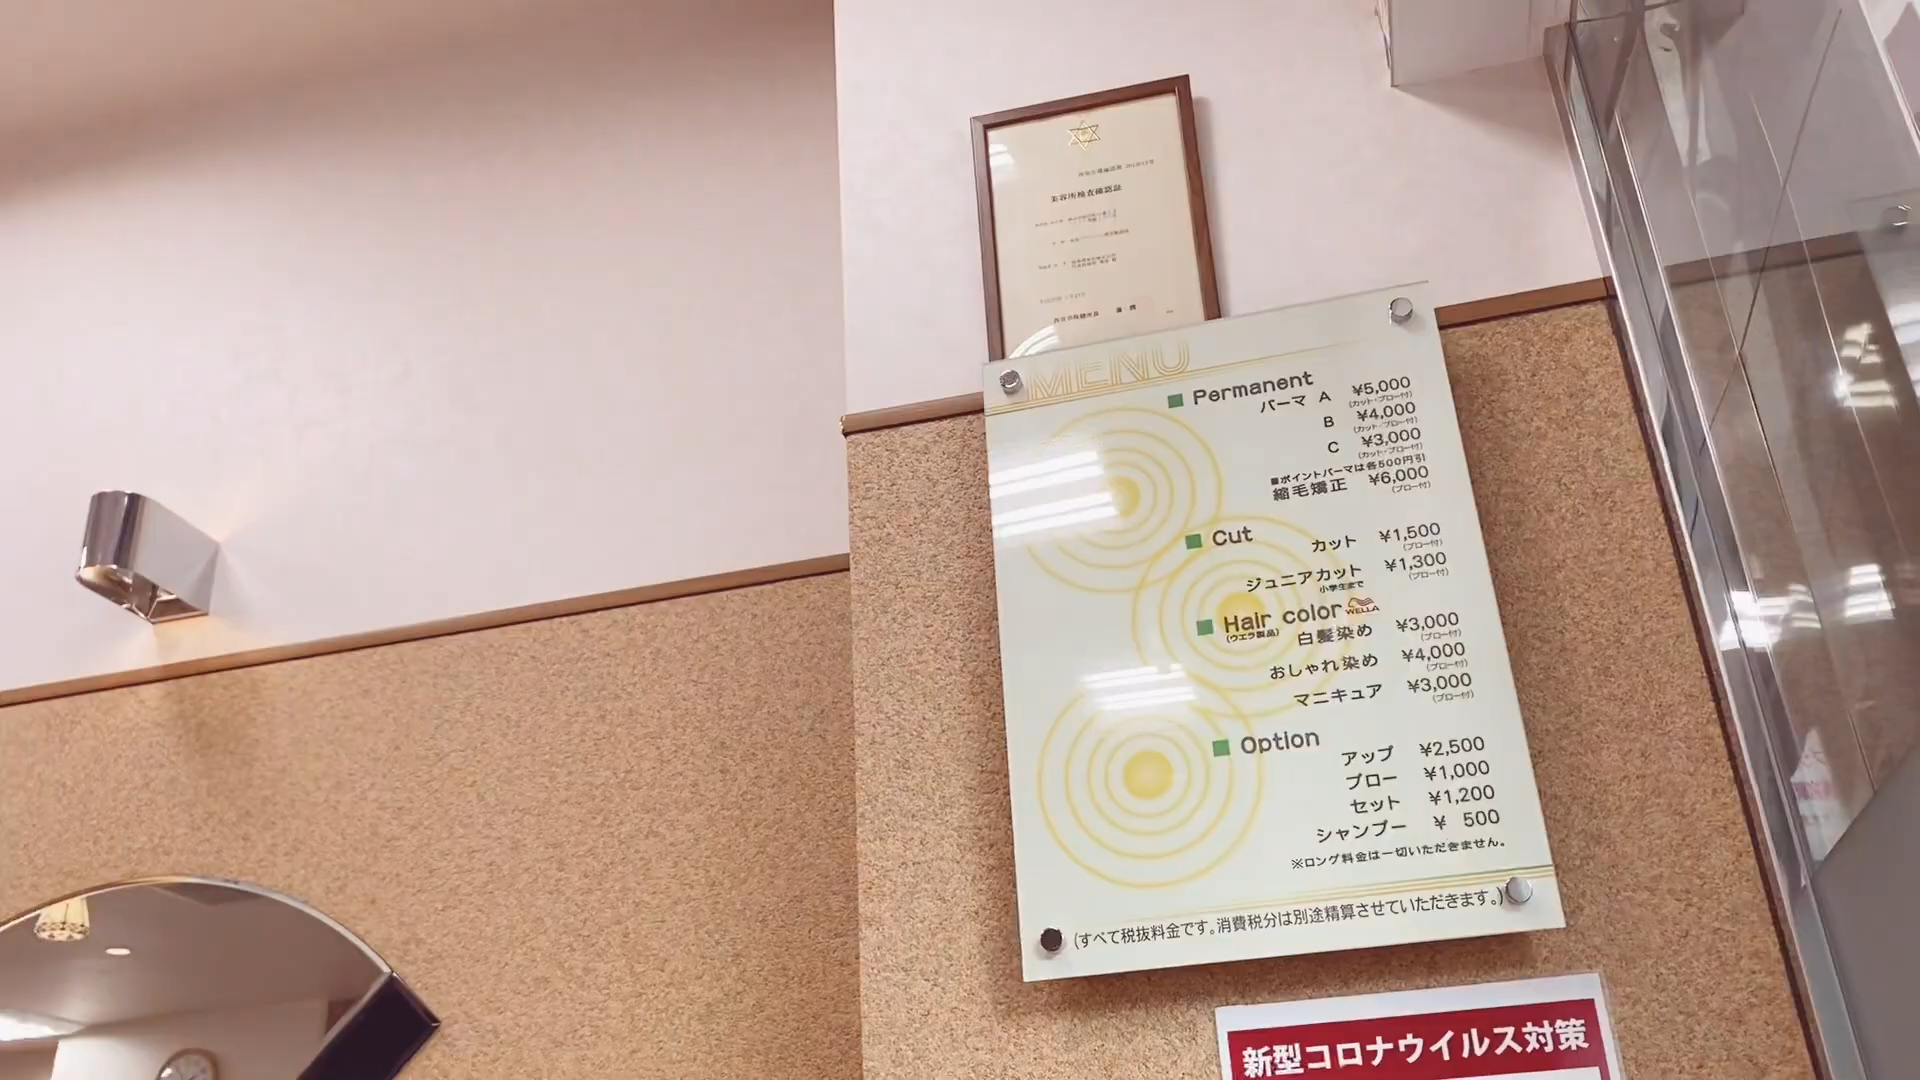 美容所検査確認証
MENU
■ Permanent
パーマ A ¥5,000
(カット・ブロー付)
B ¥4,000
(カット・ブロー付)
C ¥3,000
(カット・ブロー付)
■ポイントパーマは各500円引
縮毛矯正 ¥6,000
(ブロー付)
■ Cut
カット ¥1,500
(ブロー付)
ジュニアカット ¥1,300
小学生まで (ブロー付)
■ Hair color WELLA
(ウエラ製品) 白髪染め ¥3,000
(ブロー付)
おしゃれ染め ¥4,000
(ブロー付)
マニキュア ¥3,000
(ブロー付)
■ Option
アップ ¥2,500
ブロー ¥1,000
セット ¥1,200
シャンプー ¥ 500
※ロング料金は一切いただきません。
(すべて税抜料金です。消費税分は別途精算させていただきます。)
新型コロナウイルス対策